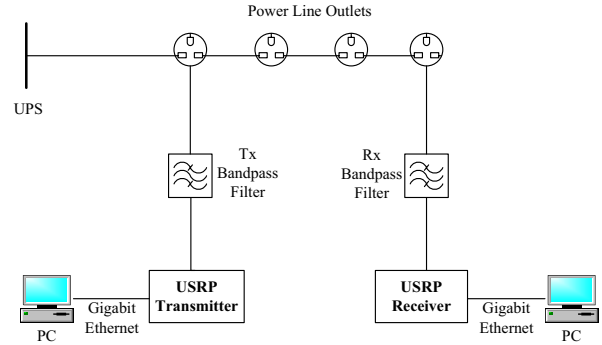 Power Line Outlets
UPS
Tx
Bandpass
Filter
Rx
Bandpass
Filter
USRP
Transmitter
USRP
Receiver
Gigabit
Ethernet
Gigabit
Ethernet
PC
PC